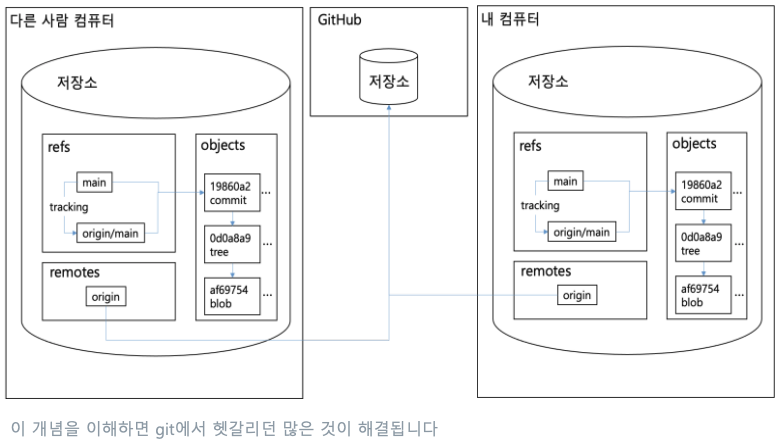 다른 사람 컴퓨터
저장소
refs
main
tracking
origin/main
remotes
origin
objects
19860a2
commit
...
0d0a8a9
tree
...
af69754
blob
...
GitHub
저장소
내 컴퓨터
저장소
refs
main
tracking
origin/main
remotes
origin
objects
19860a2
commit
...
0d0a8a9
tree
...
af69754
blob
...
이 개념을 이해하면 git에서 헷갈리던 많은 것이 해결됩니다